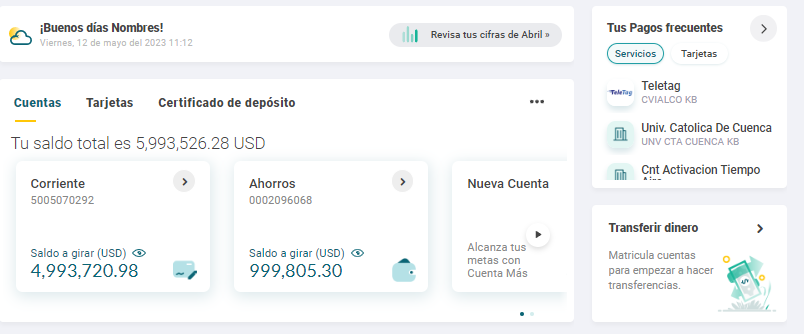 ¡Buenos días Nombres!
Viernes, 12 de mayo del 2023 11:12
Revisa tus cifras de Abril »
Cuentas Tarjetas Certificado de depósito
Tu saldo total es 5,993,526.28 USD
Corriente
5005070292
Saldo a girar (USD)
4,993,720.98
Ahorros
0002096068
Saldo a girar (USD)
999,805.30
Nueva Cuenta
Alcanza tus
metas con
Cuenta Más
Tus Pagos frecuentes
Servicios Tarjetas
TeleTag
Teletag
CVIALCO KB
Univ. Catolica De Cuenca
UNV CTA CUENCA KB
Cnt Activacion Tiempo
Aire
Transferir dinero
Matricula cuentas
para empezar a hacer
transferencias.